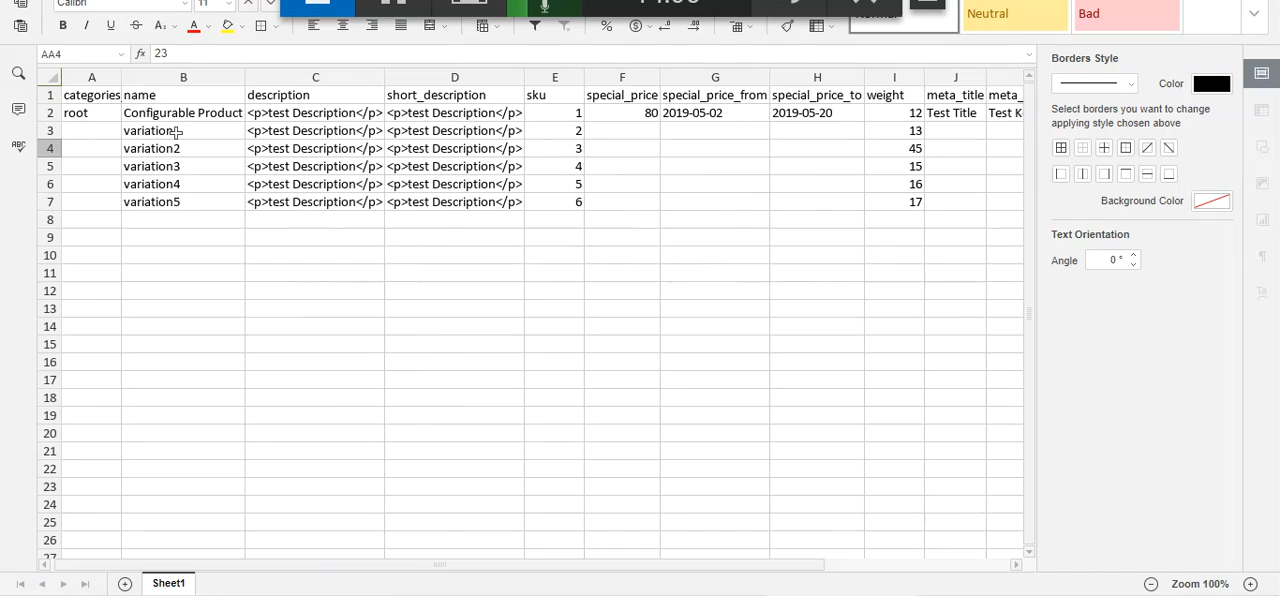 Calibri 11
Neutral Bad
B I U S A A
AA4 fx 23
A B C D E F G H I J
1 categories name description short_description sku special_price special_price_from special_price_to weight meta_title meta_
2 root Configurable Product <p>test Description</p> <p>test Description</p> 1 80 2019-05-02 2019-05-20 12 Test Title Test K
3 variation <p>test Description</p> <p>test Description</p> 2 13
4 variation2 <p>test Description</p> <p>test Description</p> 3 45
5 variation3 <p>test Description</p> <p>test Description</p> 4 15
6 variation4 <p>test Description</p> <p>test Description</p> 5 16
7 variation5 <p>test Description</p> <p>test Description</p> 6 17
8
9
10
11
12
13
14
15
16
17
18
19
20
21
22
23
24
25
26
27
Borders Style
Color
Select borders you want to change
applying style chosen above
Background Color
Text Orientation
Angle 0 °
Sheet1
Zoom 100%